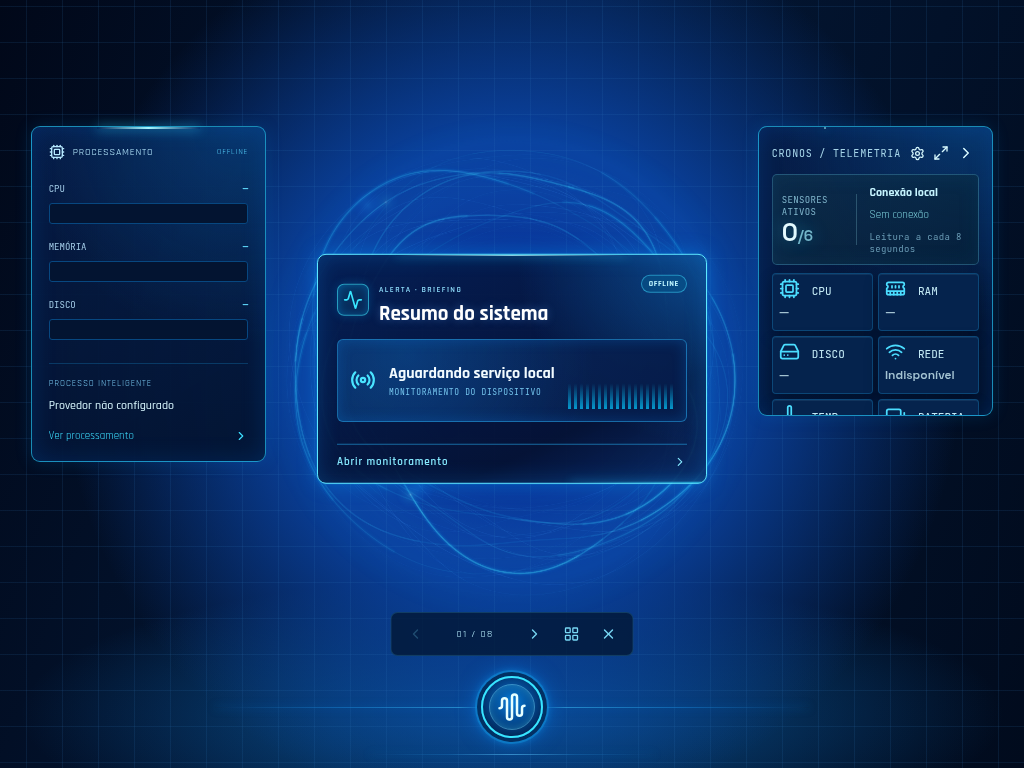 PROCESSAMENTO
OFFLINE
CPU
—
MEMÓRIA
—
DISCO
—
PROCESSO INTELIGENTE
Provedor não configurado
Ver processamento
ALERTA · BRIEFING
OFFLINE
Resumo do sistema
Aguardando serviço local
MONITORAMENTO DO DISPOSITIVO
Abrir monitoramento
CRONOS / TELEMETRIA
SENSORES
ATIVOS
0/6
Conexão local
Sem conexão
Leitura a cada 8
segundos
CPU
—
RAM
—
DISCO
—
REDE
Indisponível
01 / 08